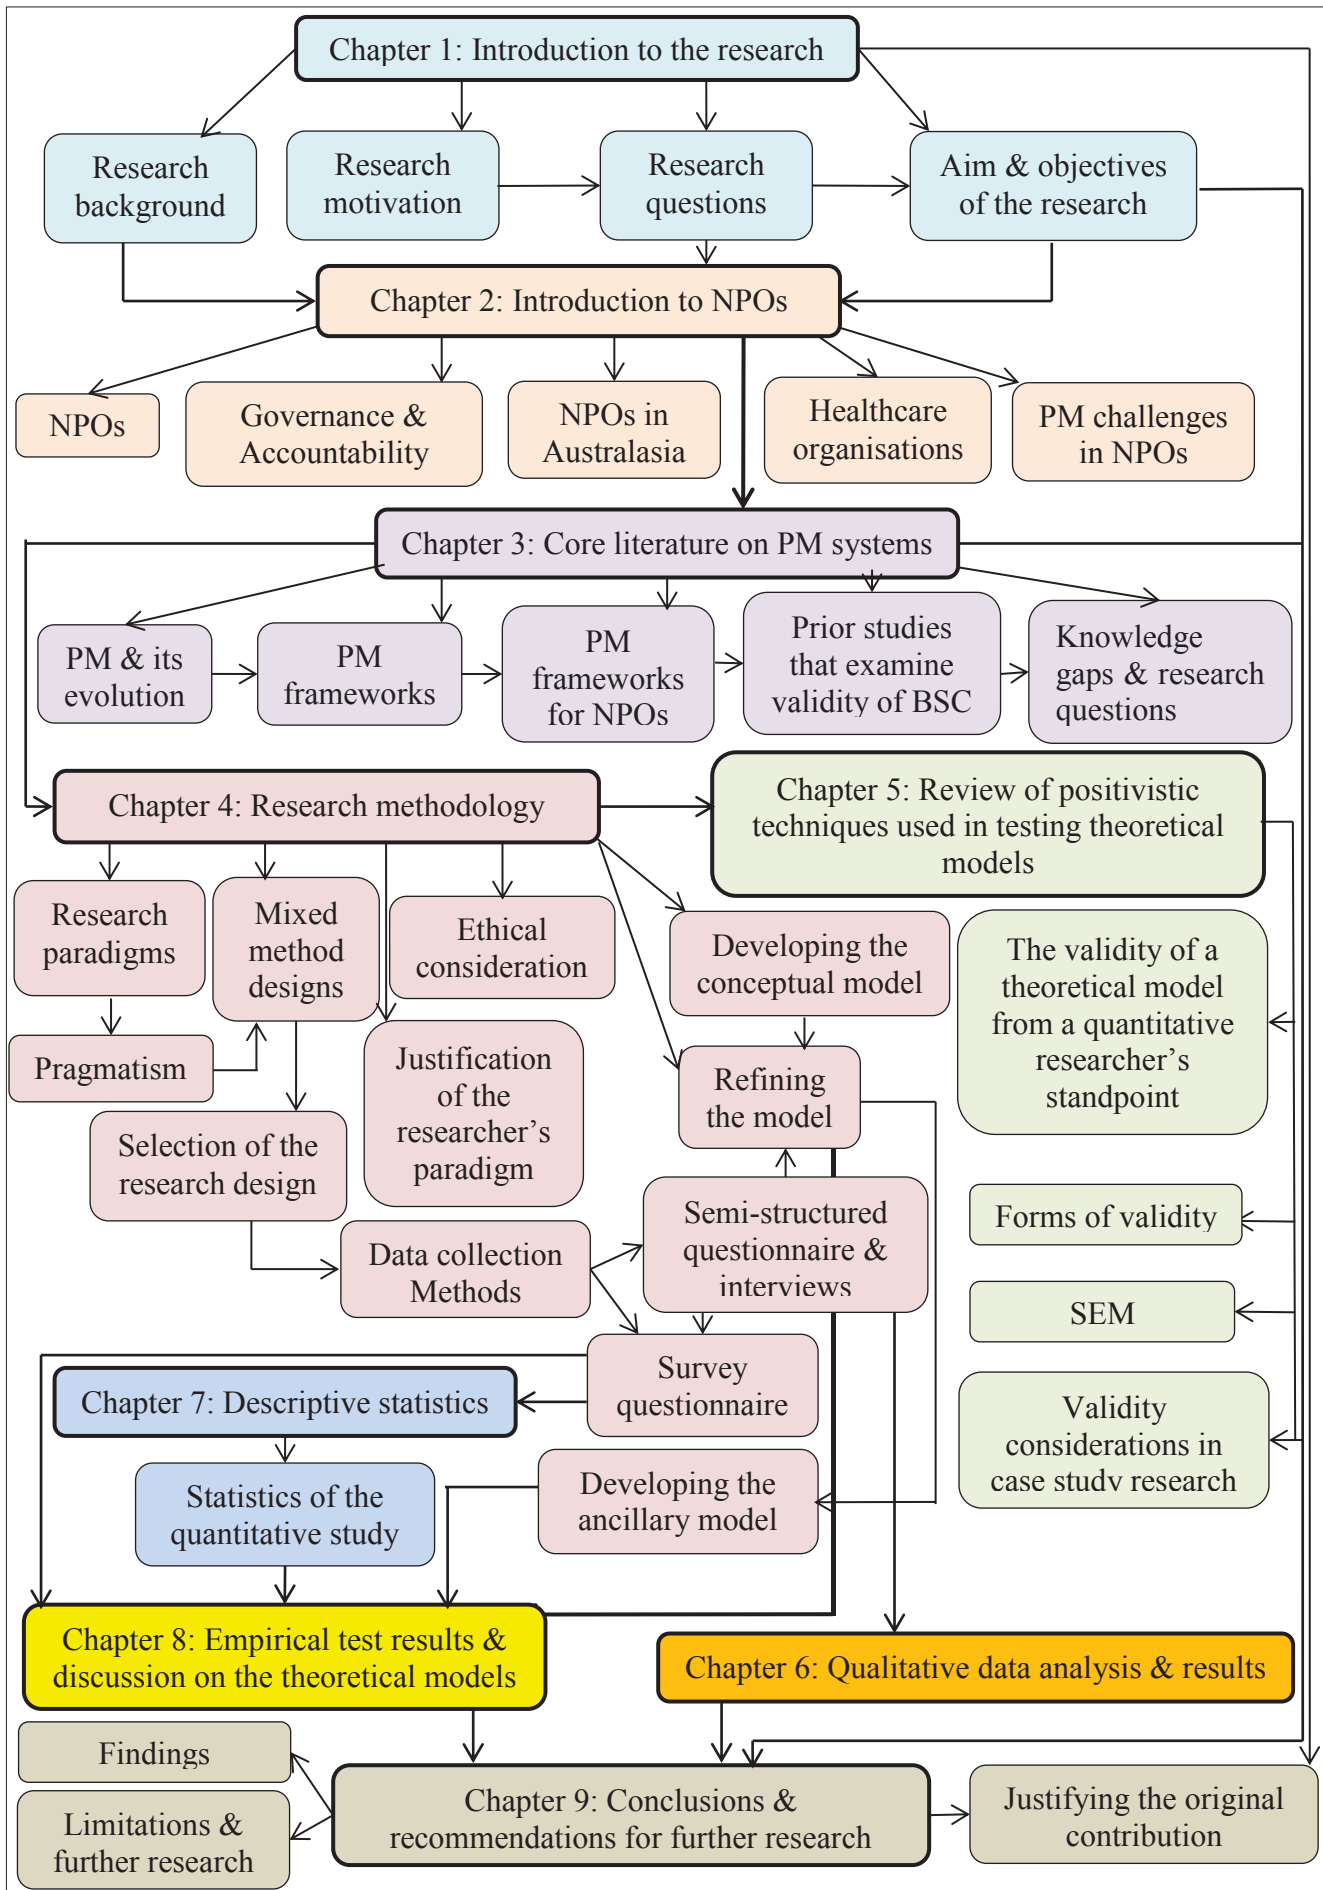 Chapter 1: Introduction to the research
Research
background
Research
motivation
Research
questions
Aim & objectives
of the research
Chapter 2: Introduction to NPOs
NPOs
Governance &
Accountability
NPOs in
Australasia
Healthcare
organisations
PM challenges
in NPOs
Chapter 3: Core literature on PM systems
PM & its
evolution
PM
frameworks
PM
frameworks
for NPOs
Prior studies
that examine
validity of BSC
Knowledge
gaps & research
questions
Chapter 4: Research methodology
Chapter 5: Review of positivistic
techniques used in testing theoretical
models
Research
paradigms
Mixed
method
designs
Ethical
consideration
Developing the
conceptual model
The validity of a
theoretical model
from a quantitative
researcher's
standpoint
Pragmatism
Justification
of the
researcher's
paradigm
Refining
the model
Selection of the
research design
Data collection
Methods
Semi-structured
questionnaire &
interviews
Forms of validity
SEM
Survey
questionnaire
Chapter 7: Descriptive statistics
Validity
considerations in
case study research
Statistics of the
quantitative study
Developing the
ancillary model
Chapter 8: Empirical test results &
discussion on the theoretical models
Chapter 6: Qualitative data analysis & results
Findings
Limitations &
further research
Chapter 9: Conclusions &
recommendations for further research
Justifying the original
contribution